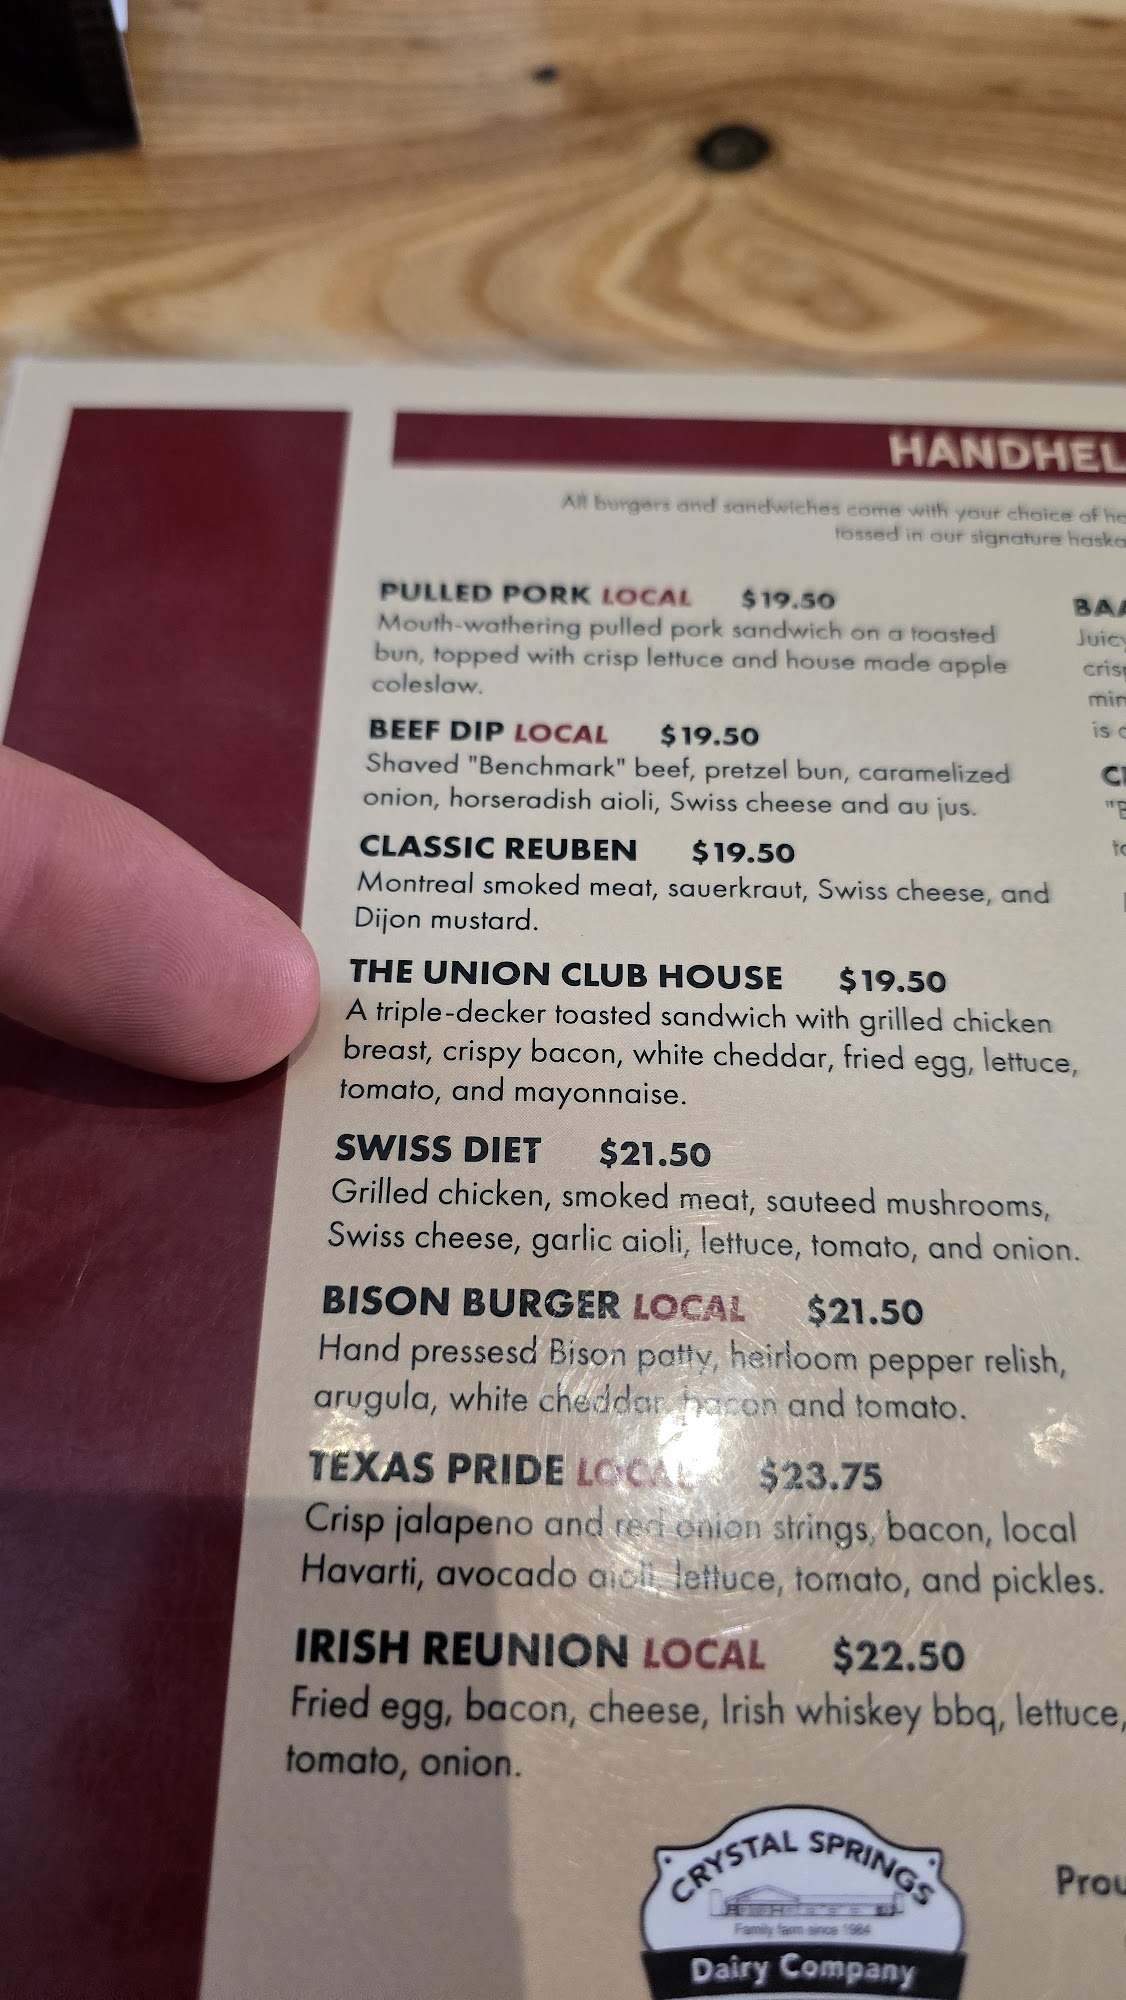 HANDHEL
All burgers and sandwiches come with your choice of
tossed in our signature
PULLED PORK LOCAL $19.50
Mouth-wathering pulled pork sandwich on a toasted
bun, topped with crisp lettuce and house made apple
coleslaw.
BEEF DIP LOCAL $19.50
Shaved "Benchmark" beef, pretzel bun, caramelized
onion, horseradish aioli, Swiss cheese and au jus.
CLASSIC REUBEN $19.50
Montreal smoked meat, sauerkraut, Swiss cheese, and
Dijon mustard.
THE UNION CLUB HOUSE $19.50
A triple-decker toasted sandwich with grilled chicken
breast, crispy bacon, white cheddar, fried egg, lettuce,
tomato, and mayonnaise.
SWISS DIET $21.50
Grilled chicken, smoked meat, sauteed mushrooms,
Swiss cheese, garlic aioli, lettuce, tomato, and onion.
BISON BURGER LOCAL $21.50
Hand pressesd Bison patty, heirloom pepper relish,
arugula, white cheddar, bacon and tomato.
TEXAS PRIDE LOCAL $23.75
Crisp jalapeno and red onion strings, bacon, local
Havarti, avocado aioli, lettuce, tomato, and pickles.
IRISH REUNION LOCAL $22.50
Fried egg, bacon, cheese, Irish whiskey bbq, lettuce,
tomato, onion.
BAA
Juicy
cris
min
is
"B
CRYSTAL SPRINGS
Family farm since 1984
Dairy Company
Prou